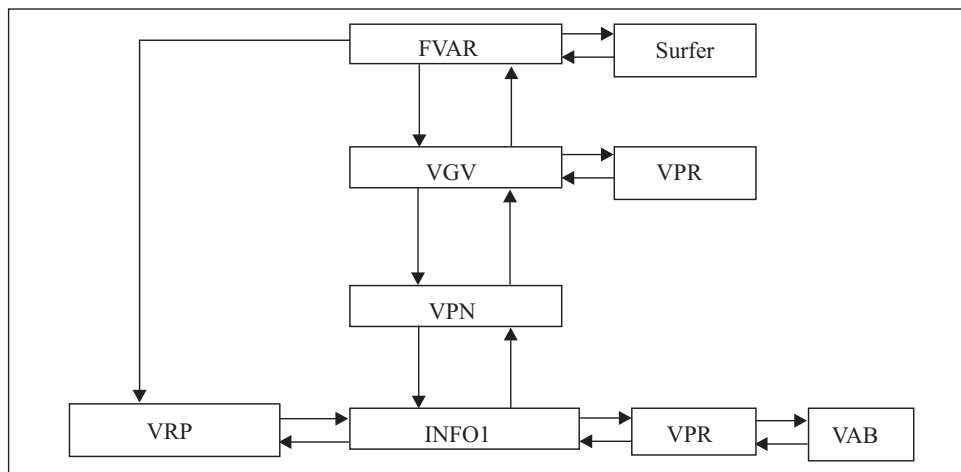 FVAR
Surfer
VGV
VPR
VPN
VRP
INFO1
VPR
VAB